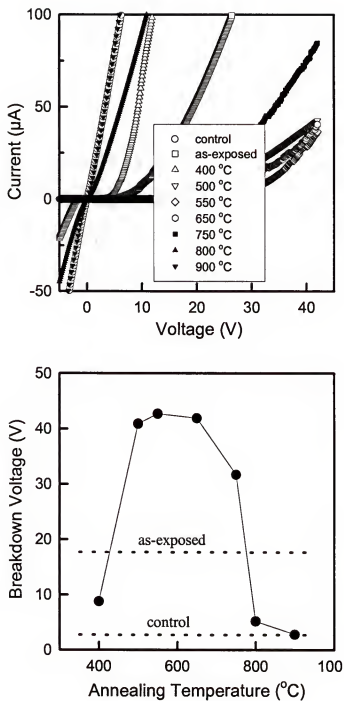 100
50
0
-50
Current (µA)
0
10
20
30
40
Voltage (V)
control
as-exposed
400 °C
500 °C
550 °C
650 °C
750 °C
800 °C
900 °C
50
40
30
20
10
0
Breakdown Voltage (V)
as-exposed
control
400
600
800
100
Annealing Temperature (°C)